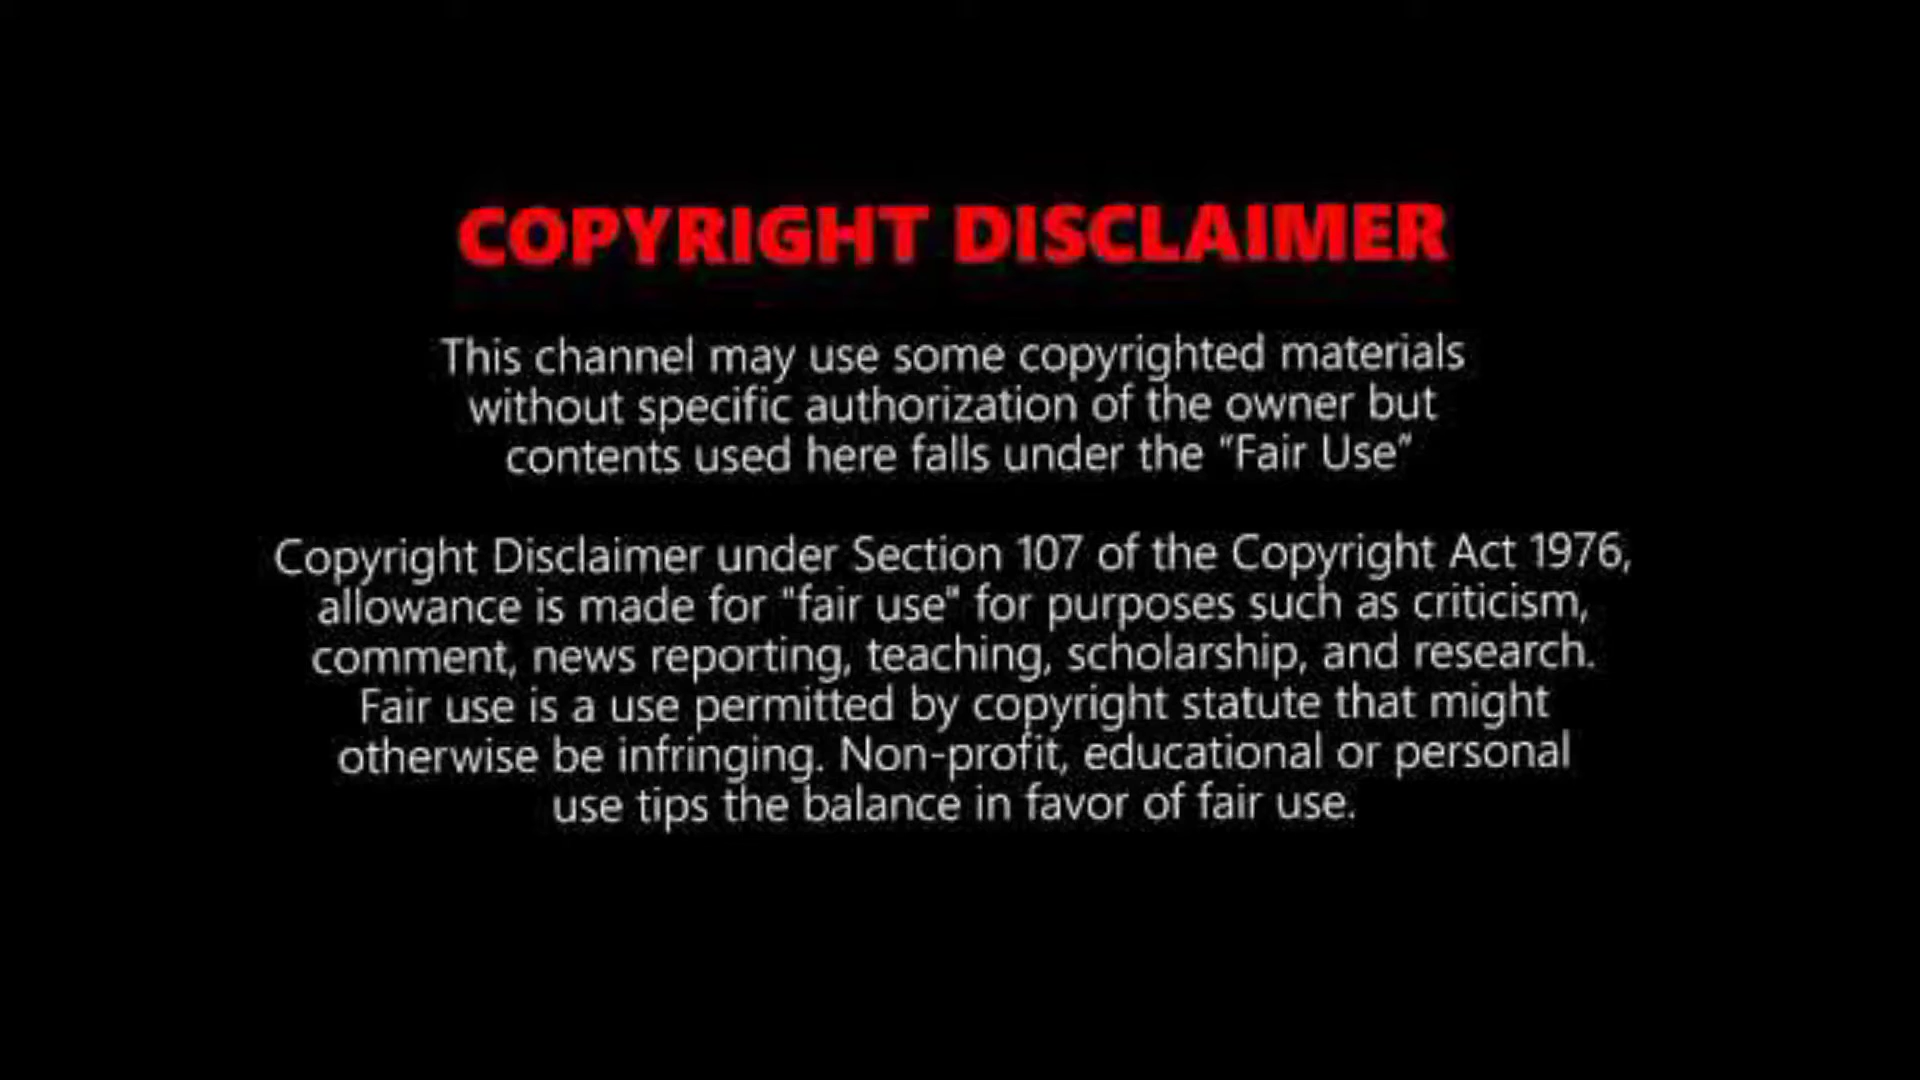 COPYRIGHT DISCLAIMER
This channel may use some copyrighted materials
without specific authorization of the owner but
contents used here falls under the “Fair Use”
Copyright Disclaimer under Section 107 of the Copyright Act 1976,
allowance is made for "fair use" for purposes such as criticism,
comment, news reporting, teaching, scholarship, and research.
Fair use is a use permitted by copyright statute that might
otherwise be infringing. Non-profit, educational or personal
use tips the balance in favor of fair use.